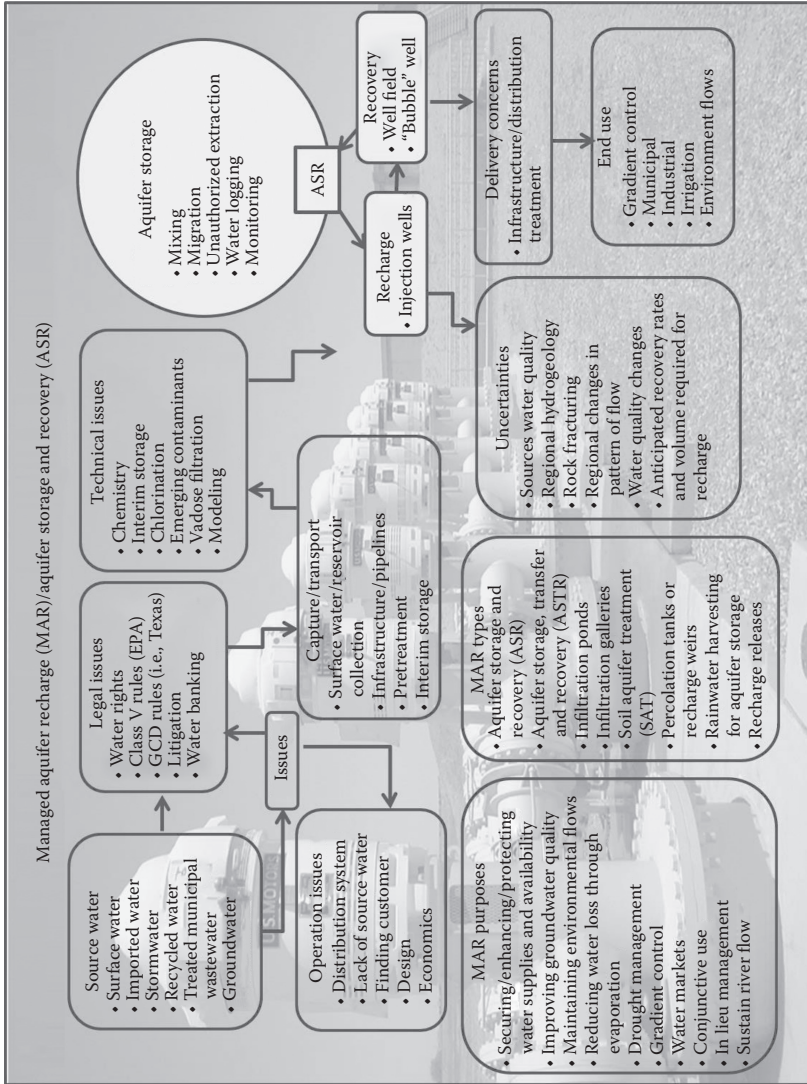 Managed aquifer recharge (MAR)/aquifer storage and recovery (ASR)
Source water
• Surface water
• Imported water
• Stormwater
• Recycled water
• Treated municipal
wastewater
• Groundwater
Legal issues
• Water rights
• Class V rules (EPA)
• GCD rules (i.e., Texas)
• Litigation
• Water banking
Technical issues
• Chemistry
• Interim storage
• Chlorination
• Emerging contaminants
• Vadose filtration
• Modeling
Aquifer storage
• Mixing
• Migration
• Unauthorized extraction
• Water logging
• Monitoring
ASR
Issues
Operation issues
• Distribution system
• Lack of source water
• Finding customer
• Design
• Economics
Capture/transport
• Surface water/reservoir
collection
• Infrastructure/pipelines
• Pretreatment
• Interim storage
Recharge
• Injection wells
Recovery
• Well field
• “Bubble” well
MAR purposes
• Securing/enhancing/protecting
water supplies and availability
• Improving groundwater quality
• Maintaining environmental flows
• Reducing water loss through
evaporation
• Drought management
• Gradient control
• Water markets
• Conjunctive use
• In lieu management
• Sustain river flow
MAR types
• Aquifer storage and
recovery (ASR)
• Aquifer storage, transfer
and recovery (ASTR)
• Infiltration ponds
• Infiltration galleries
• Soil aquifer treatment
(SAT)
• Percolation tanks or
recharge weirs
• Rainwater harvesting
for aquifer storage
• Recharge releases
Uncertainties
• Sources water quality
• Regional hydrogeology
• Rock fracturing
• Regional changes in
pattern of flow
• Water quality changes
• Anticipated recovery rates
and volume required for
recharge
Delivery concerns
• Infrastructure/distribution
treatment
End use
• Gradient control
• Municipal
• Industrial
• Irrigation
• Environment flows
MOTORS